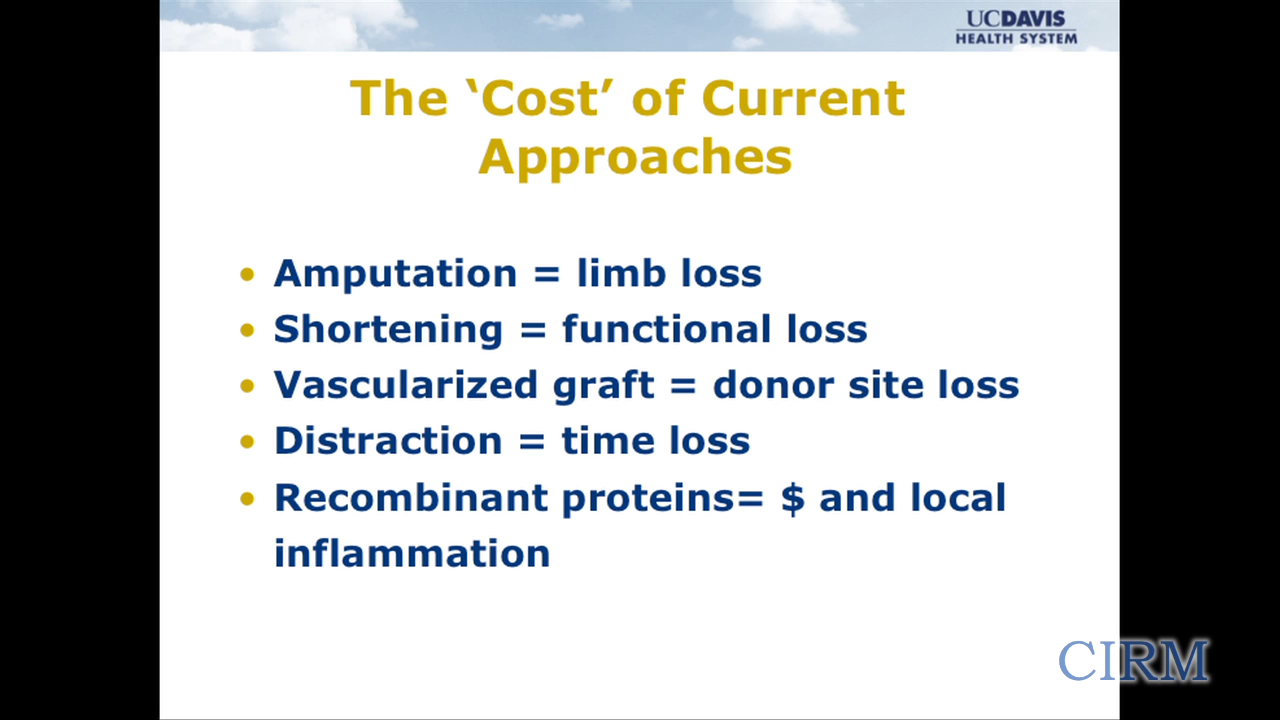 UCDAVIS
HEALTH SYSTEM
The ‘Cost’ of Current
Approaches
• Amputation = limb loss
• Shortening = functional loss
• Vascularized graft = donor site loss
• Distraction = time loss
• Recombinant proteins= $ and local
inflammation
CIRM